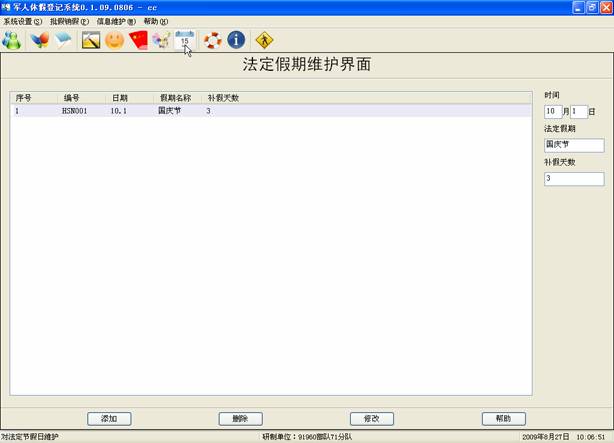 军人休假登记系统0.1.09.0806 - cc
系统设置(S) 批假销假(P) 信息维护(W) 帮助(H)
15
法定假期维护界面
序号 编号 日期 假期名称 补假天数
1 HSN001 10.1 国庆节 3
时间
10 月 1 日
法定假期
国庆节
补假天数
3
添加 删除 修改 帮助
对法定节假日维护 研制单位：91960部队71分队 2009年8月27日 10:06:51